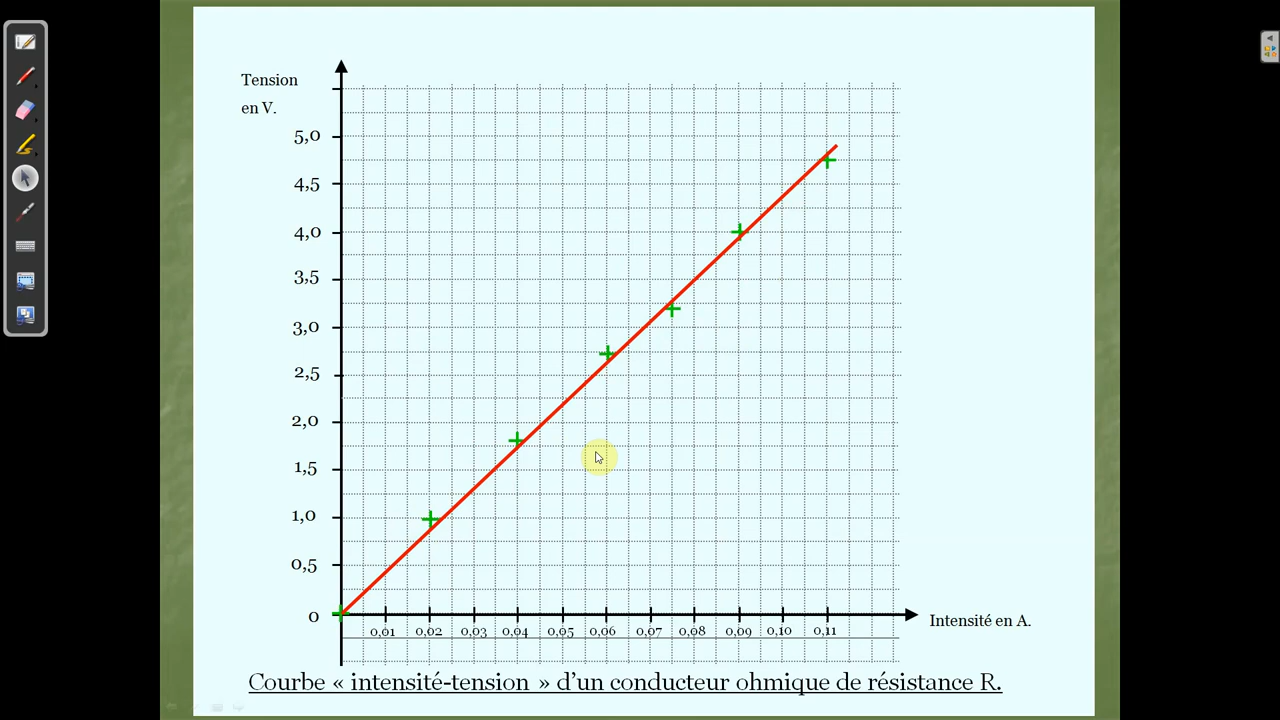 Tension
en V.
5,0
4,5
4,0
3,5
3,0
2,5
2,0
1,5
1,0
0,5
0
0,01 0,02 0,03 0,04 0,05 0,06 0,07 0,08 0,09 0,10 0,11
Intensité en A.
Courbe « intensité-tension » d’un conducteur ohmique de résistance R.